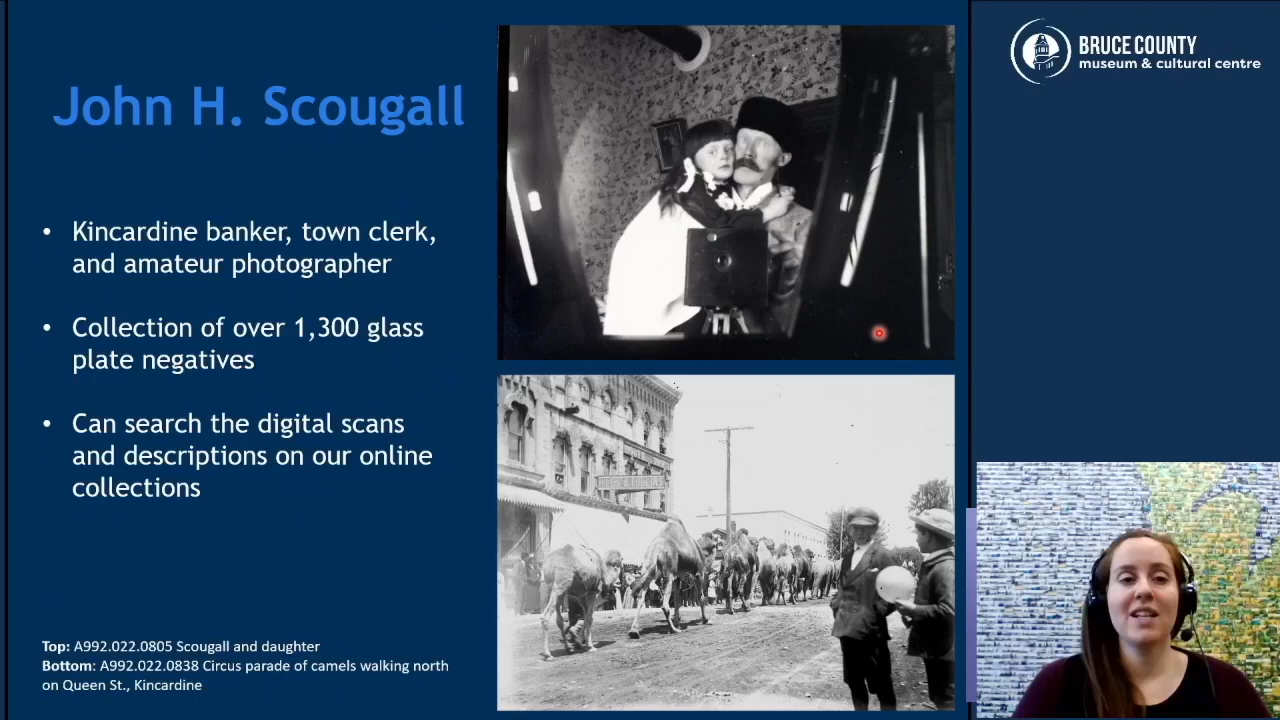 John H. Scougall
• Kincardine banker, town clerk,
and amateur photographer
• Collection of over 1,300 glass
plate negatives
• Can search the digital scans
and descriptions on our online
collections
Top: A992.022.0805 Scougall and daughter
Bottom: A992.022.0838 Circus parade of camels walking north
on Queen St., Kincardine
BRUCE COUNTY
museum & cultural centre